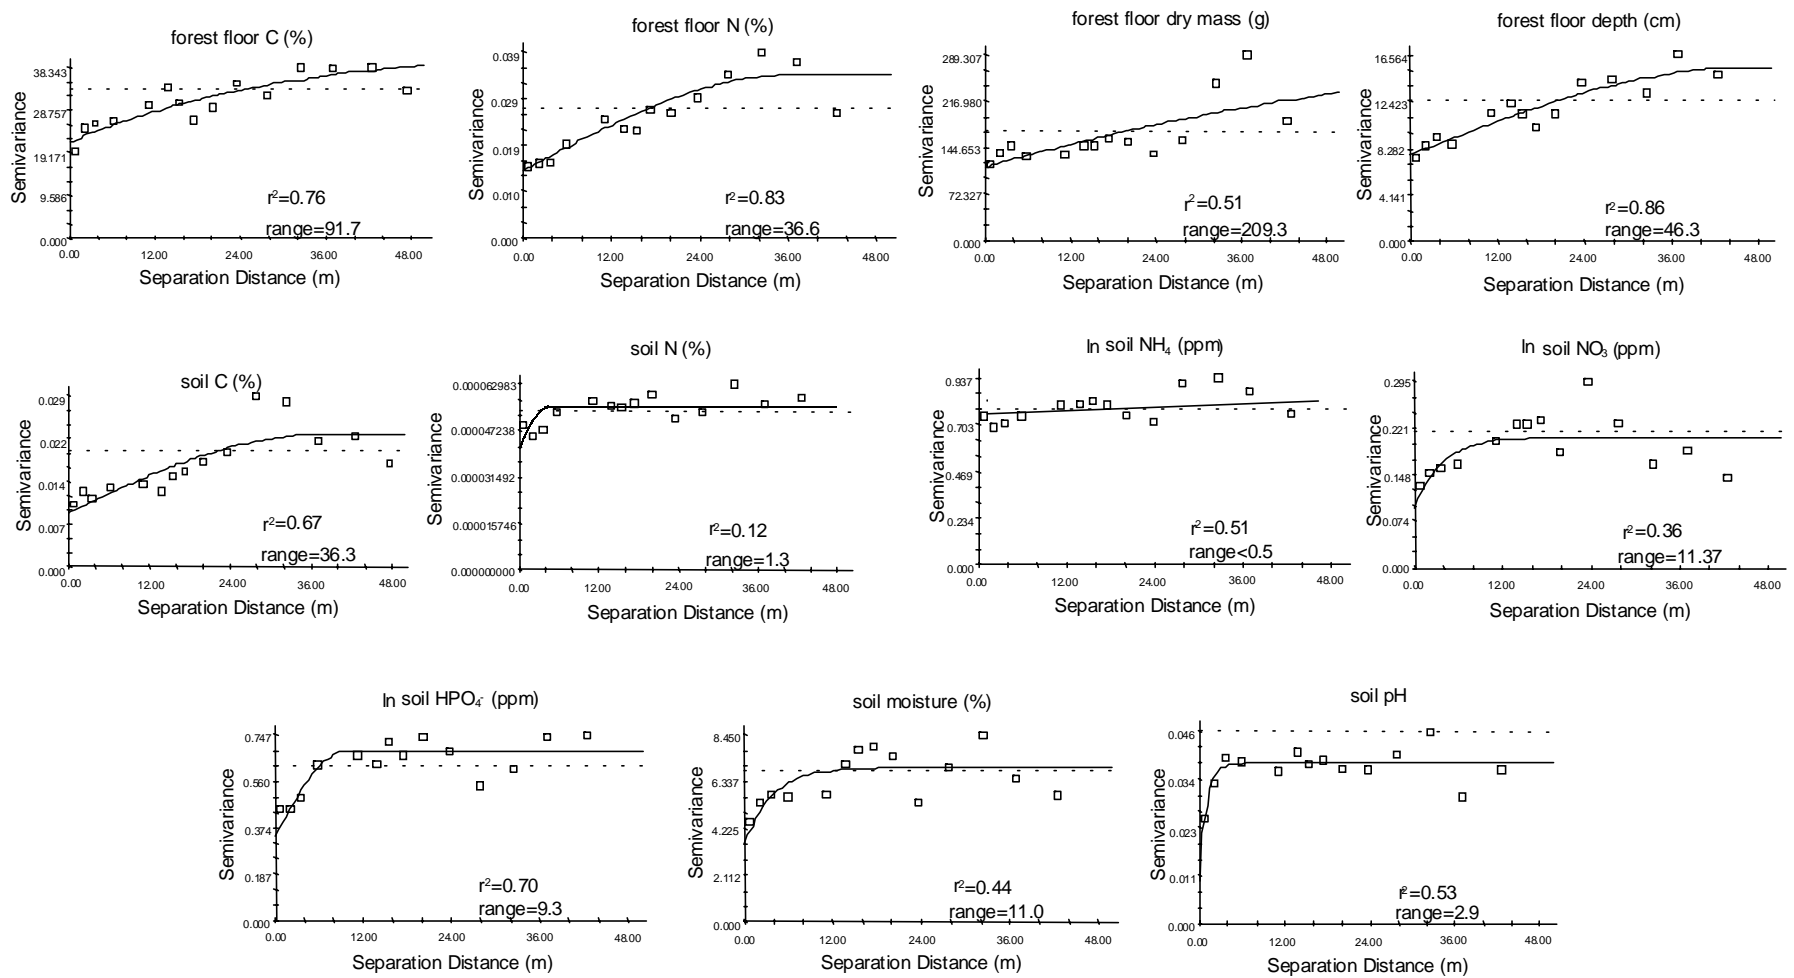 forest floor C (%)
Semivariance
38.343
28.757
19.171
9.586
0.000
r²=0.76
range=91.7
0.00 12.00 24.00 36.00 48.00
Separation Distance (m)
forest floor N (%)
Semivariance
0.039
0.029
0.019
0.010
0.000
r²=0.83
range=36.6
0.00 12.00 24.00 36.00 48.00
Separation Distance (m)
forest floor dry mass (g)
Semivariance
289.307
216.980
144.653
72.327
0.000
r²=0.51
range=209.3
0.00 12.00 24.00 36.00 48.00
Separation Distance (m)
forest floor depth (cm)
Semivariance
16.564
12.423
8.282
4.141
0.000
r²=0.86
range=46.3
0.00 12.00 24.00 36.00 48.00
Separation Distance (m)
soil C (%)
Semivariance
0.029
0.022
0.014
0.007
0.000
r²=0.67
range=36.3
0.00 12.00 24.00 36.00 48.00
Separation Distance (m)
soil N (%)
Semivariance
0.000062983
0.000047238
0.000031492
0.000015746
0.000000000
r²=0.12
range=1.3
0.00 12.00 24.00 36.00 48.00
Separation Distance (m)
ln soil NH₄ (ppm)
Semivariance
0.937
0.703
0.469
0.234
0.000
r²=0.51
range<0.5
0.00 12.00 24.00 36.00 48.00
Separation Distance (m)
ln soil NO₃ (ppm)
Semivariance
0.295
0.221
0.148
0.074
0.000
r²=0.36
range=11.37
0.00 12.00 24.00 36.00 48.00
Separation Distance (m)
ln soil HPO₄- (ppm)
Semivariance
0.747
0.560
0.374
0.187
0.000
r²=0.70
range=9.3
0.00 12.00 24.00 36.00 48.00
Separation Distance (m)
soil moisture (%)
Semivariance
8.450
6.337
4.225
2.112
0.000
r²=0.44
range=11.0
0.00 12.00 24.00 36.00 48.00
Separation Distance (m)
soil pH
Semivariance
0.046
0.034
0.023
0.011
0.000
r²=0.53
range=2.9
0.00 12.00 24.00 36.00 48.00
Separation Distance (m)